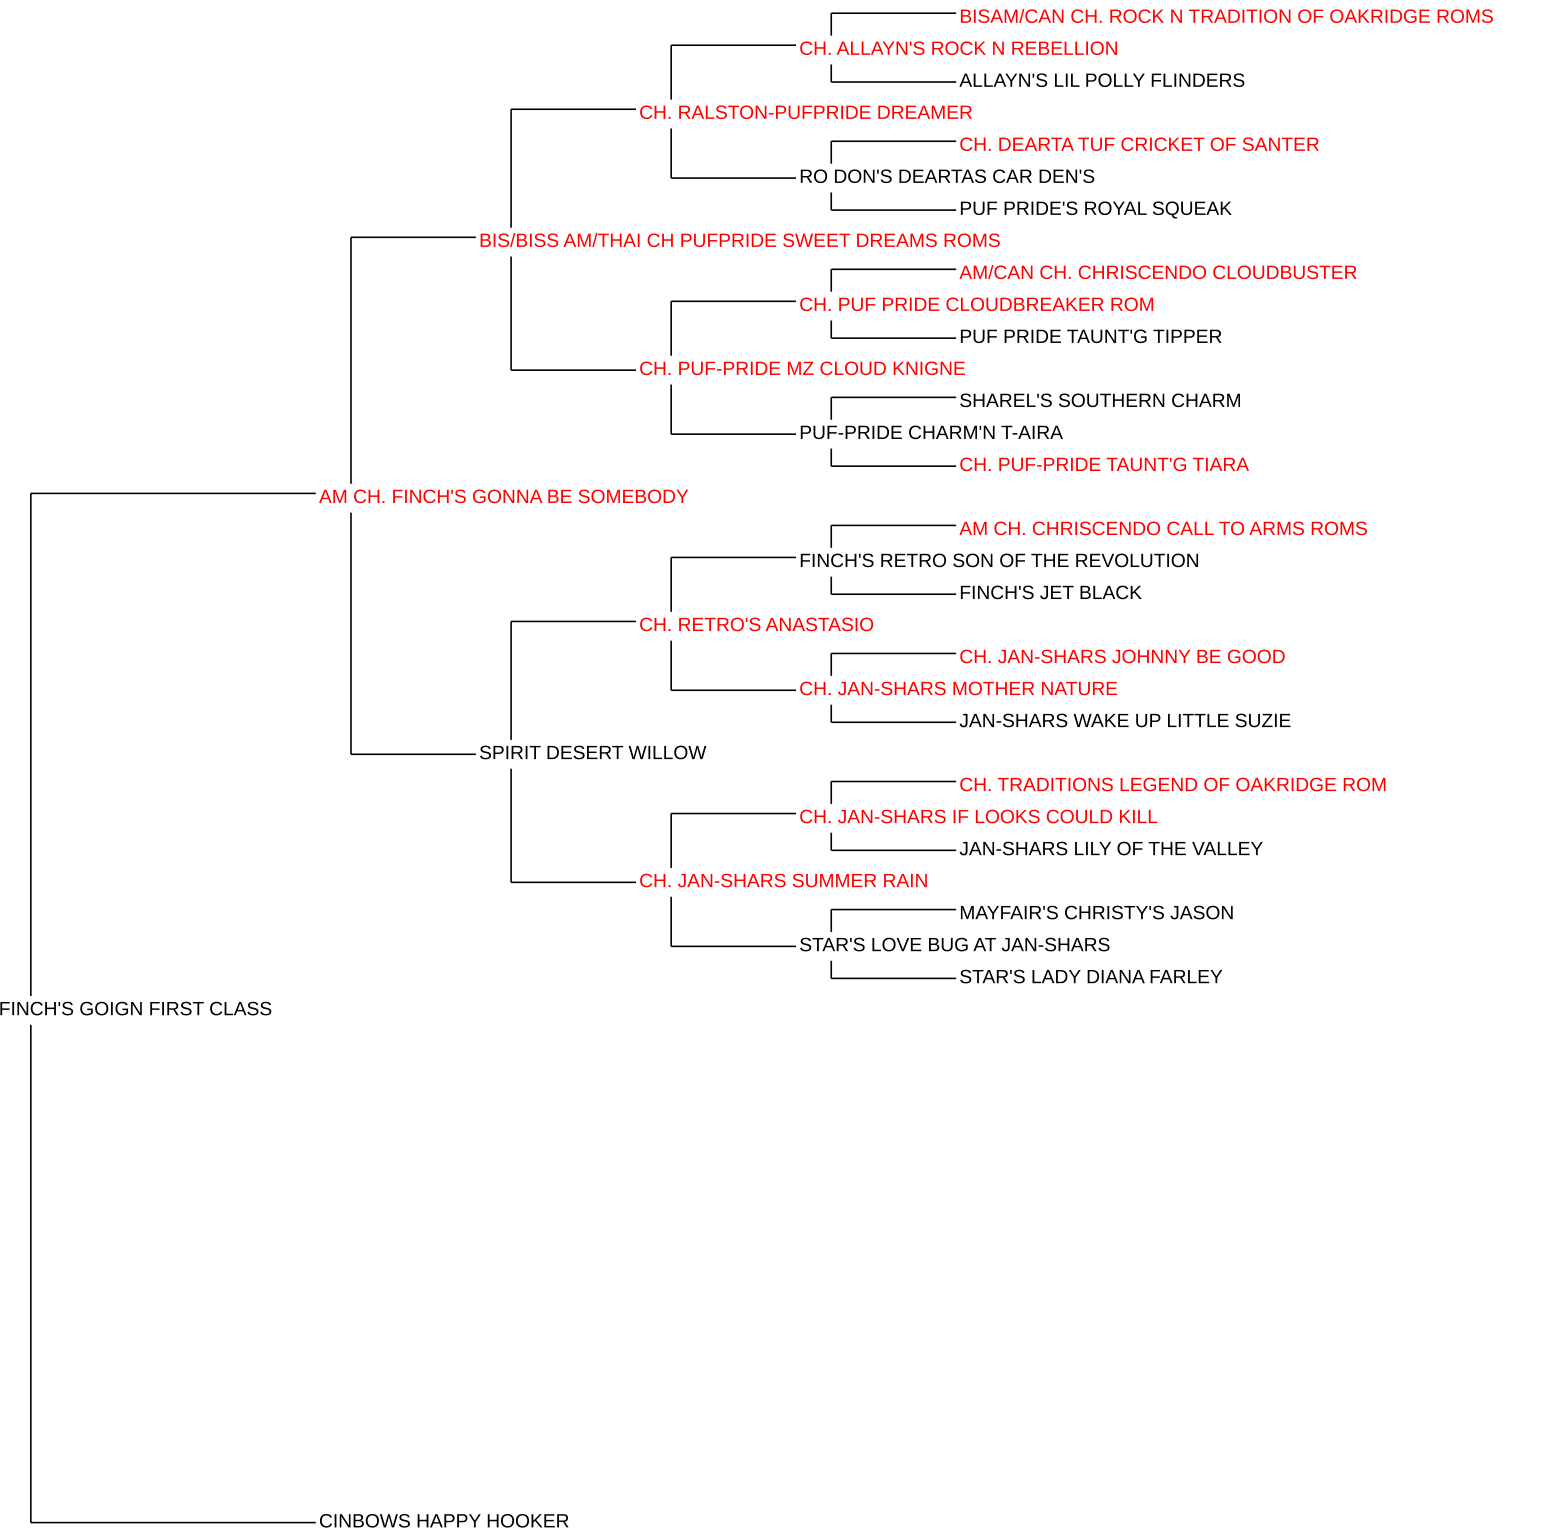 BISAM/CAN CH. ROCK N TRADITION OF OAKRIDGE ROMS
CH. ALLAYN'S ROCK N REBELLION
ALLAYN'S LIL POLLY FLINDERS
CH. RALSTON-PUFPRIDE DREAMER
CH. DEARTA TUF CRICKET OF SANTER
RO DON'S DEARTAS CAR DEN'S
PUF PRIDE'S ROYAL SQUEAK
BIS/BISS AM/THAI CH PUFPRIDE SWEET DREAMS ROMS
AM/CAN CH. CHRISCENDO CLOUDBUSTER
CH. PUF PRIDE CLOUDBREAKER ROM
PUF PRIDE TAUNT'G TIPPER
CH. PUF-PRIDE MZ CLOUD KNIGNE
SHAREL'S SOUTHERN CHARM
PUF-PRIDE CHARM'N T-AIRA
CH. PUF-PRIDE TAUNT'G TIARA
AM CH. FINCH'S GONNA BE SOMEBODY
AM CH. CHRISCENDO CALL TO ARMS ROMS
FINCH'S RETRO SON OF THE REVOLUTION
FINCH'S JET BLACK
CH. RETRO'S ANASTASIO
CH. JAN-SHARS JOHNNY BE GOOD
CH. JAN-SHARS MOTHER NATURE
JAN-SHARS WAKE UP LITTLE SUZIE
SPIRIT DESERT WILLOW
CH. TRADITIONS LEGEND OF OAKRIDGE ROM
CH. JAN-SHARS IF LOOKS COULD KILL
JAN-SHARS LILY OF THE VALLEY
CH. JAN-SHARS SUMMER RAIN
MAYFAIR'S CHRISTY'S JASON
STAR'S LOVE BUG AT JAN-SHARS
STAR'S LADY DIANA FARLEY
FINCH'S GOIGN FIRST CLASS
CINBOWS HAPPY HOOKER